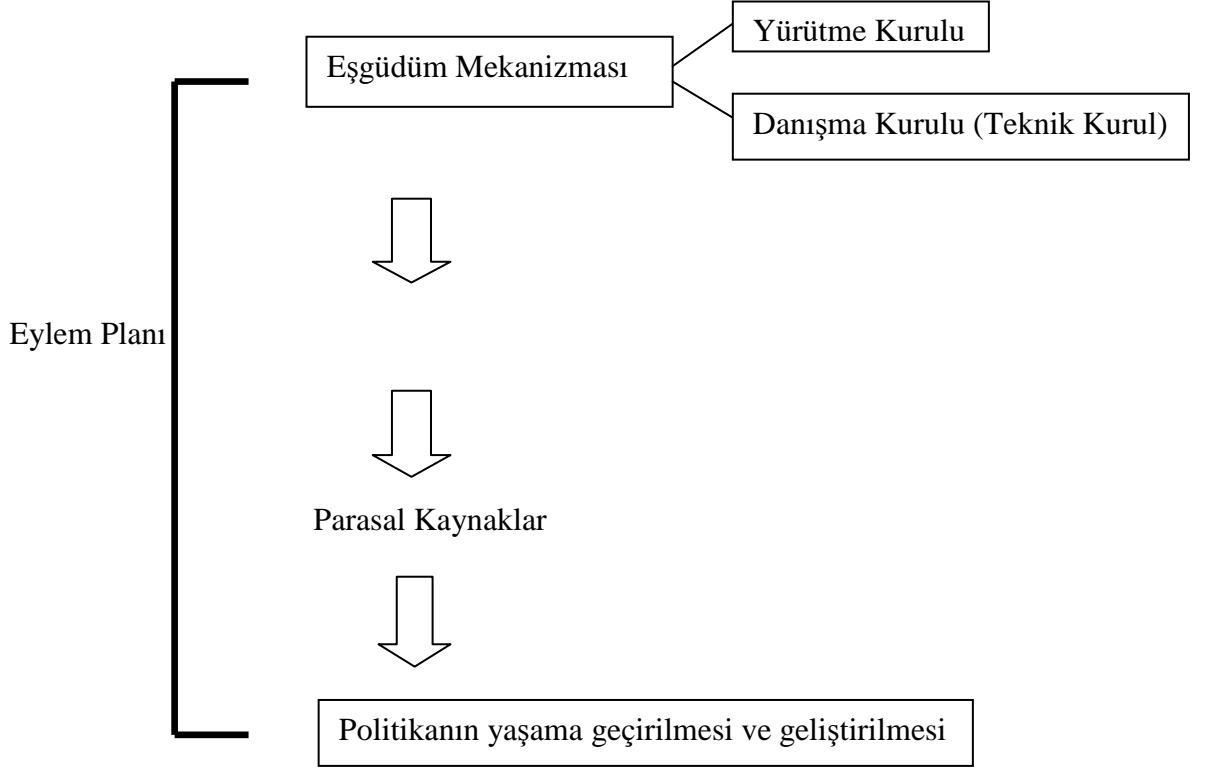 Yürütme Kurulu
Eşgüdüm Mekanizması
Danışma Kurulu (Teknik Kurul)
Eylem Planı
Parasal Kaynaklar
Politikanın yaşama geçirilmesi ve geliştirilmesi